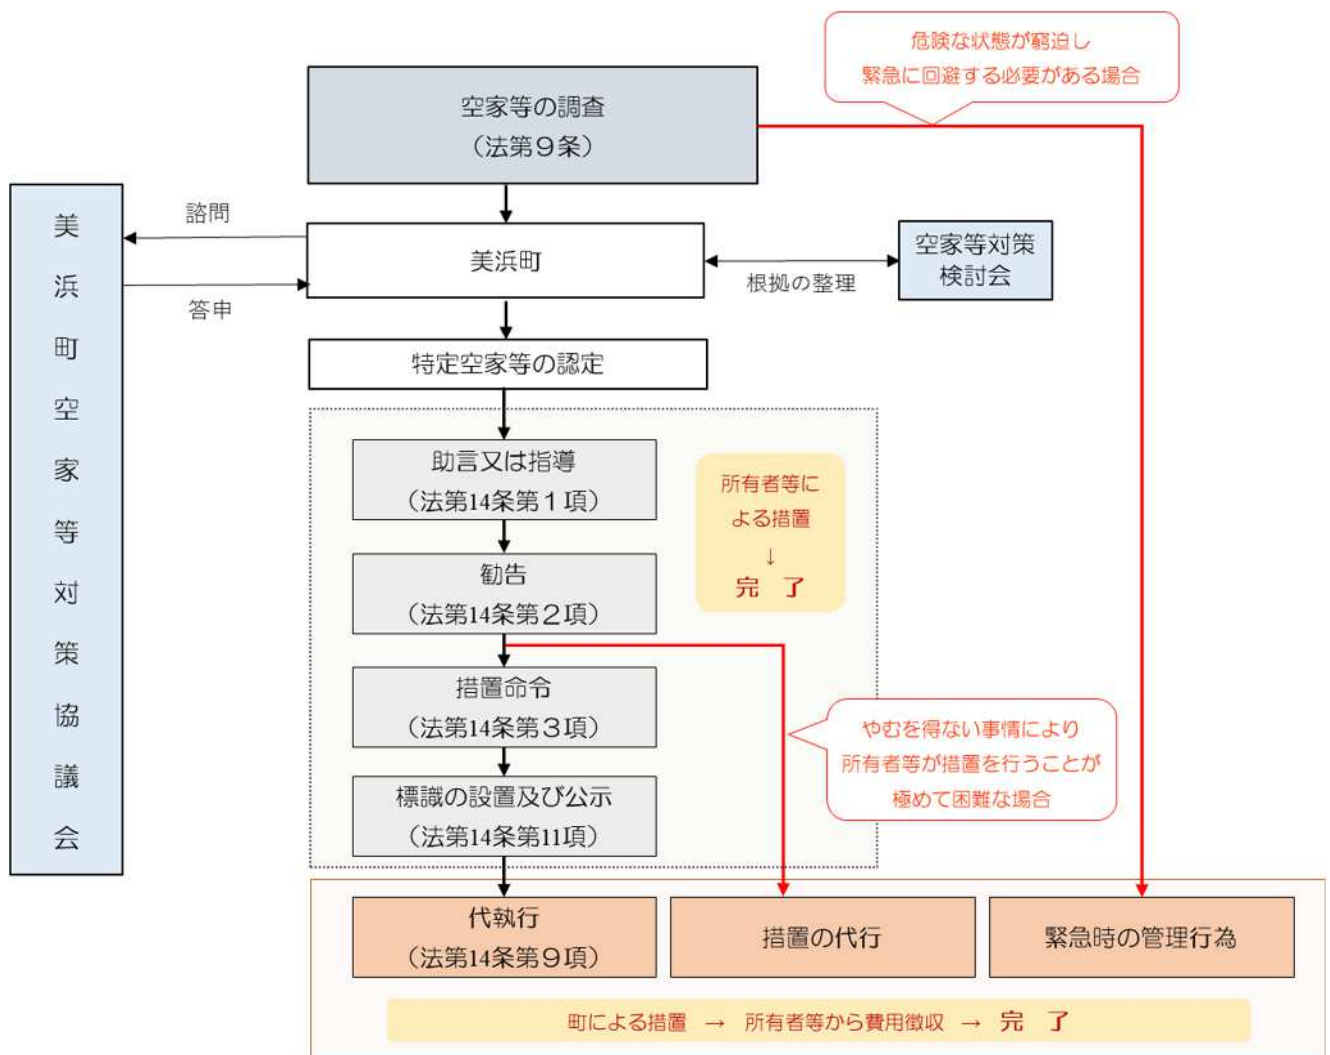 危険な状態が窮迫し
緊急に回避する必要がある場合
空家等の調査
（法第９条）
美浜町空家等対策協議会
諮問
答申
美浜町
根拠の整理
空家等対策
検討会
特定空家等の認定
助言又は指導
（法第14条第１項）
所有者等に
よる措置
↓
完　了
勧告
（法第14条第２項）
措置命令
（法第14条第３項）
やむを得ない事情により
所有者等が措置を行うことが
極めて困難な場合
標識の設置及び公示
（法第14条第11項）
代執行
（法第14条第９項）
措置の代行
緊急時の管理行為
町による措置　→　所有者等から費用徴収　→　完　了